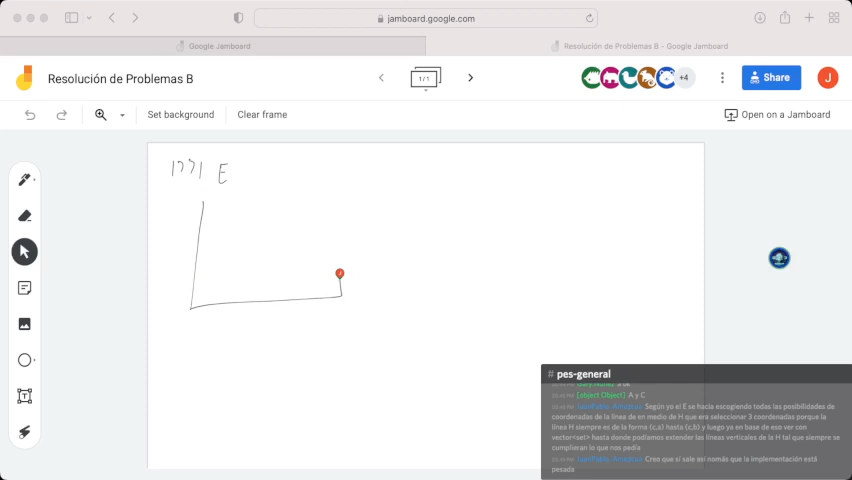 jamboard.google.com
Google Jamboard
Resolución de Problemas B - Google Jamboard
Resolución de Problemas B
1/1
+4
Share
J
Set background
Clear frame
Open on a Jamboard
1771 E
# pes-general
[object Object] A y C
Según yo el E se hacía escogiendo todas las posibilidades de
coordenadas de la línea de en medio de H que era seleccionar 3 coordenadas porque la
línea H siempre es de la forma (c,a) hasta (c,b) y luego ya en base de eso ver con
vector<set> hasta donde podíamos extender las líneas verticales de la H tal que siempre se
cumplieran lo que nos pedía
Creo que sí sale así nomás que la implementación está
pesada